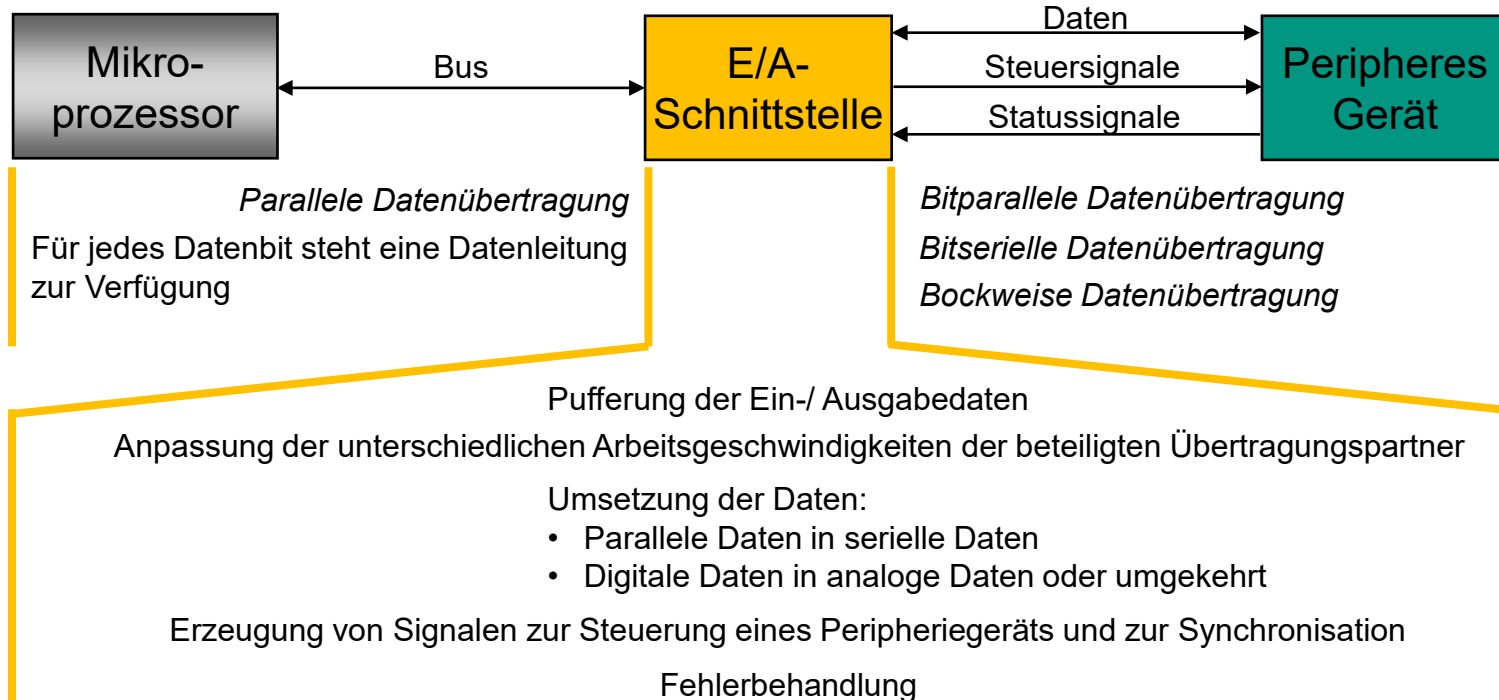 Mikro-
prozessor
Bus
E/A-
Schnittstelle
Daten
Steuersignale
Statussignale
Peripheres
Gerät
Parallele Datenübertragung
Für jedes Datenbit steht eine Datenleitung
zur Verfügung
Bitparallele Datenübertragung
Bitserielle Datenübertragung
Bockweise Datenübertragung
Pufferung der Ein-/ Ausgabedaten
Anpassung der unterschiedlichen Arbeitsgeschwindigkeiten der beteiligten Übertragungspartner
Umsetzung der Daten:
• Parallele Daten in serielle Daten
• Digitale Daten in analoge Daten oder umgekehrt
Erzeugung von Signalen zur Steuerung eines Peripheriegeräts und zur Synchronisation
Fehlerbehandlung